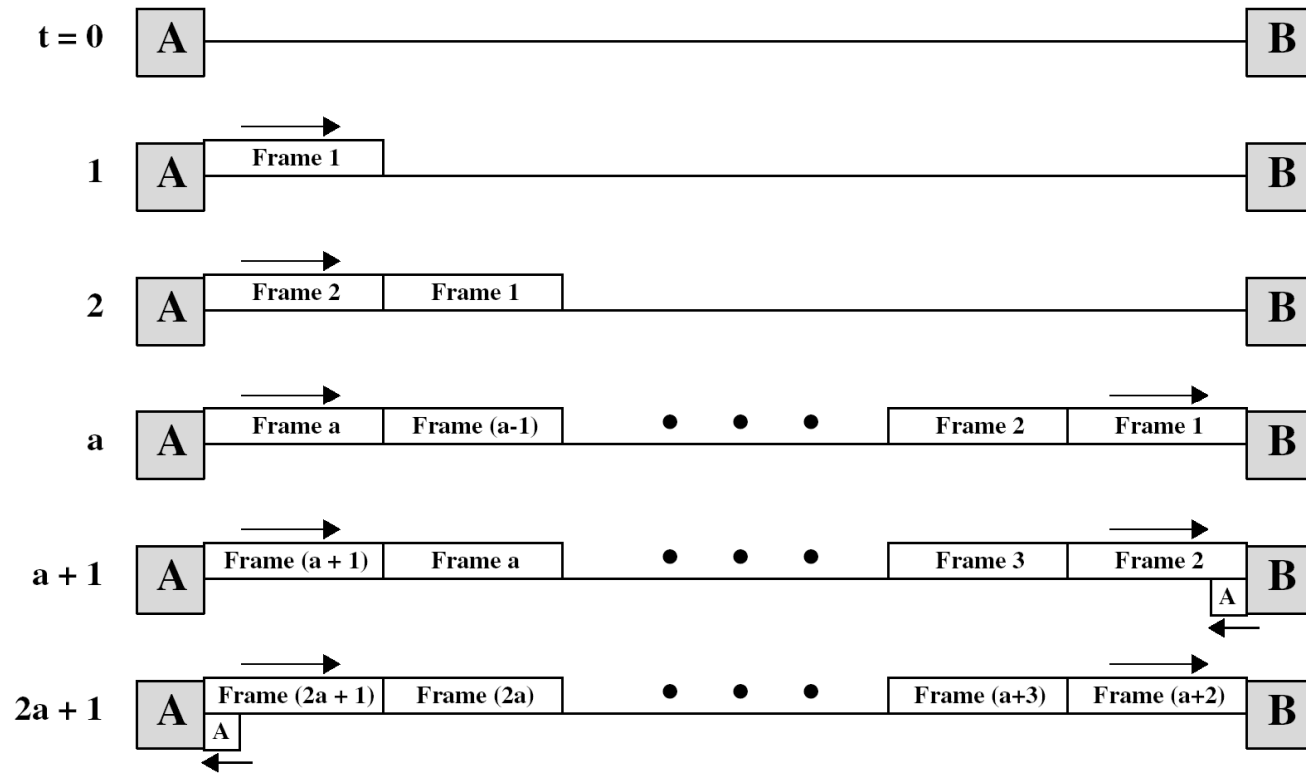 t = 0 A B
1 A Frame 1 B
2 A Frame 2 Frame 1 B
a A Frame a Frame (a-1) • • • Frame 2 Frame 1 B
a + 1 A Frame (a + 1) Frame a • • • Frame 3 Frame 2 B
A
2a + 1 A Frame (2a + 1) Frame (2a) • • • Frame (a+3) Frame (a+2) B
A